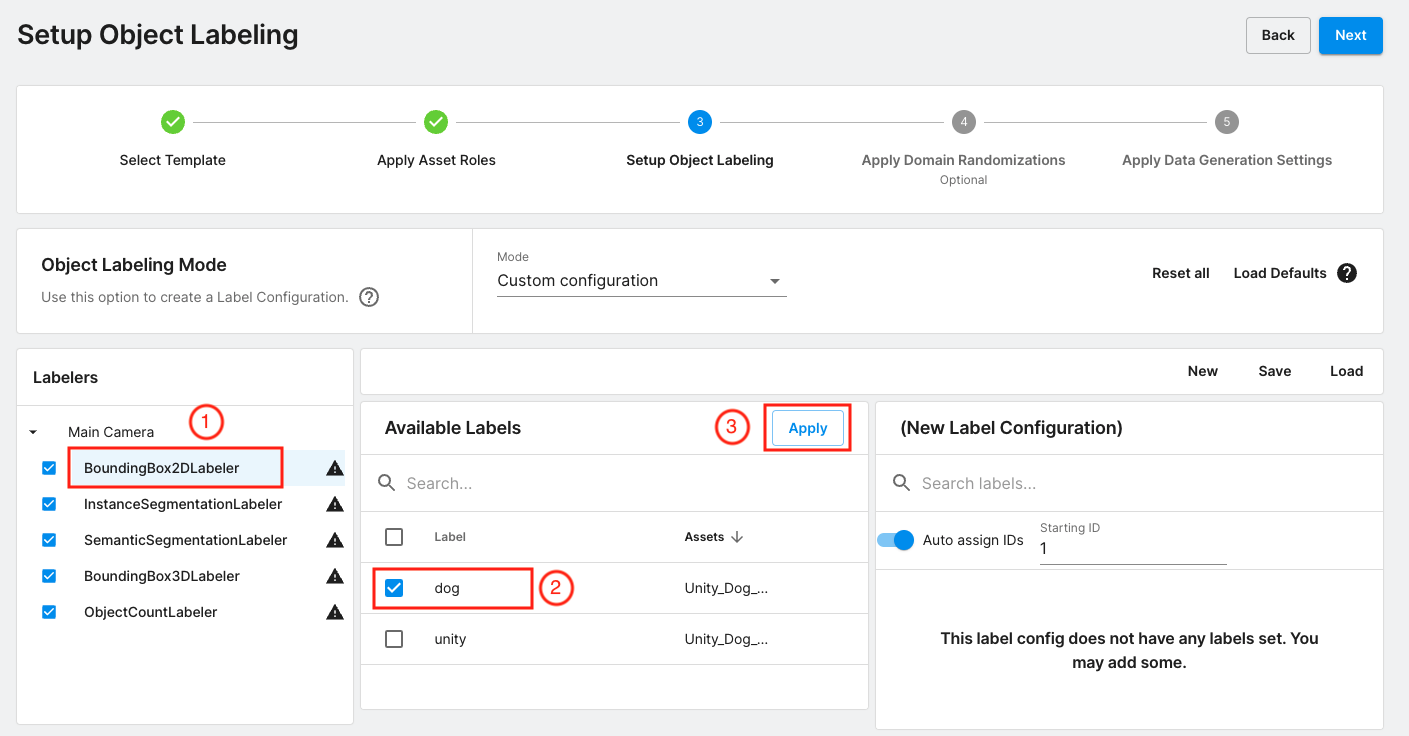 Setup Object Labeling
Back
Next
3
4
5
Select Template
Apply Asset Roles
Setup Object Labeling
Apply Domain Randomizations
Optional
Apply Data Generation Settings
Object Labeling Mode
Use this option to create a Label Configuration.
?
Mode
Custom configuration
Reset all
Load Defaults
?
Labelers
New
Save
Load
1
Main Camera
BoundingBox2DLabeler
InstanceSegmentationLabeler
SemanticSegmentationLabeler
BoundingBox3DLabeler
ObjectCountLabeler
Available Labels
3
Apply
Search...
Label
Assets
dog
2
Unity_Dog_...
unity
Unity_Dog_...
(New Label Configuration)
Search labels...
Auto assign IDs
Starting ID
1
This label config does not have any labels set. You
may add some.